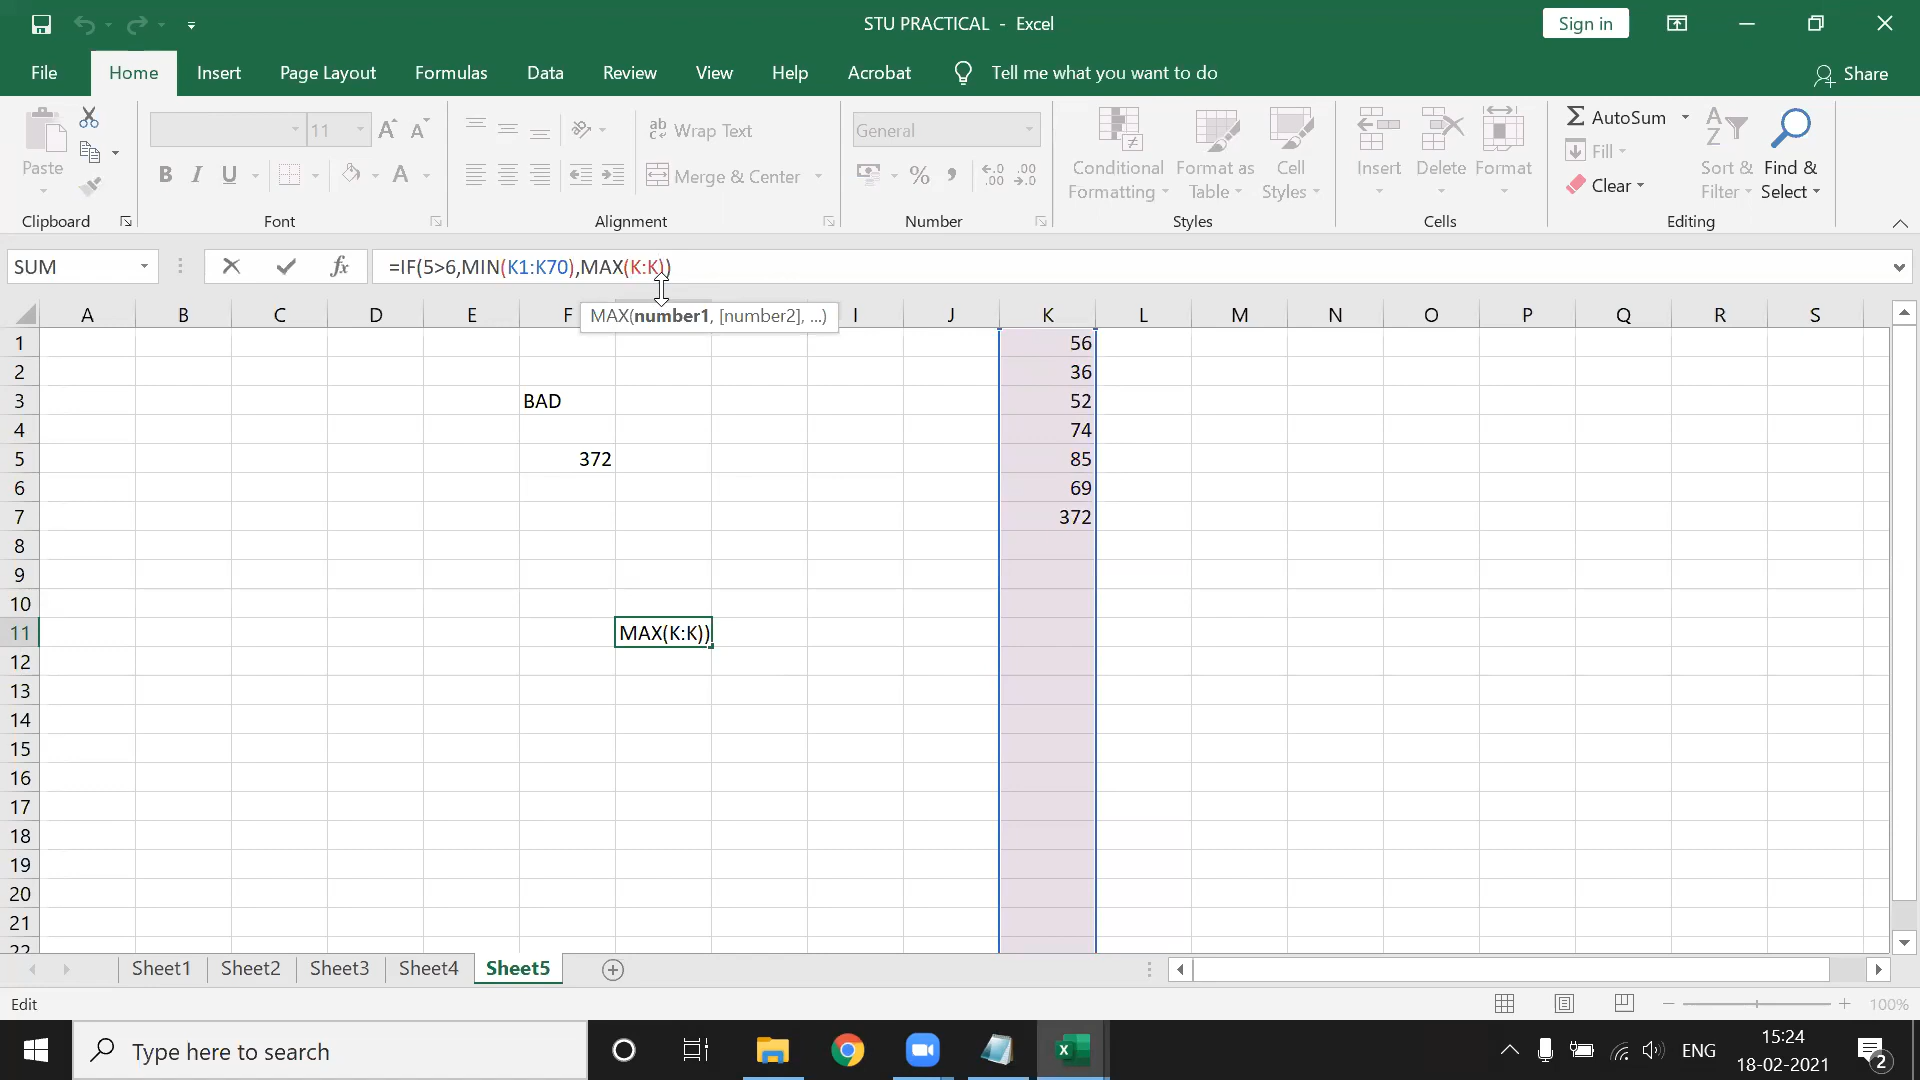 STU PRACTICAL - Excel
Sign in
File Home Insert Page Layout Formulas Data Review View Help Acrobat Tell me what you want to do Share
Paste
Clipboard
11
A A
B I U A
Font
ab Wrap Text
Merge & Center
Alignment
General
% ,
Number
Conditional Formatting
Format as Table
Cell Styles
Styles
Insert Delete Format
Cells
AutoSum
Fill
Clear
Sort & Filter
Find & Select
Editing
SUM
fx
=IF(5>6,MIN(K1:K70),MAX(K:K))
MAX(number1, [number2], ...)
A B C D E F I J K L M N O P Q R S
1 56
2 36
3 BAD 52
4 74
5 372 85
6 69
7 372
8
9
10
11 MAX(K:K))
12
13
14
15
16
17
18
19
20
21
22
Sheet1 Sheet2 Sheet3 Sheet4 Sheet5
Edit
100%
Type here to search
ENG
15:24
18-02-2021
2